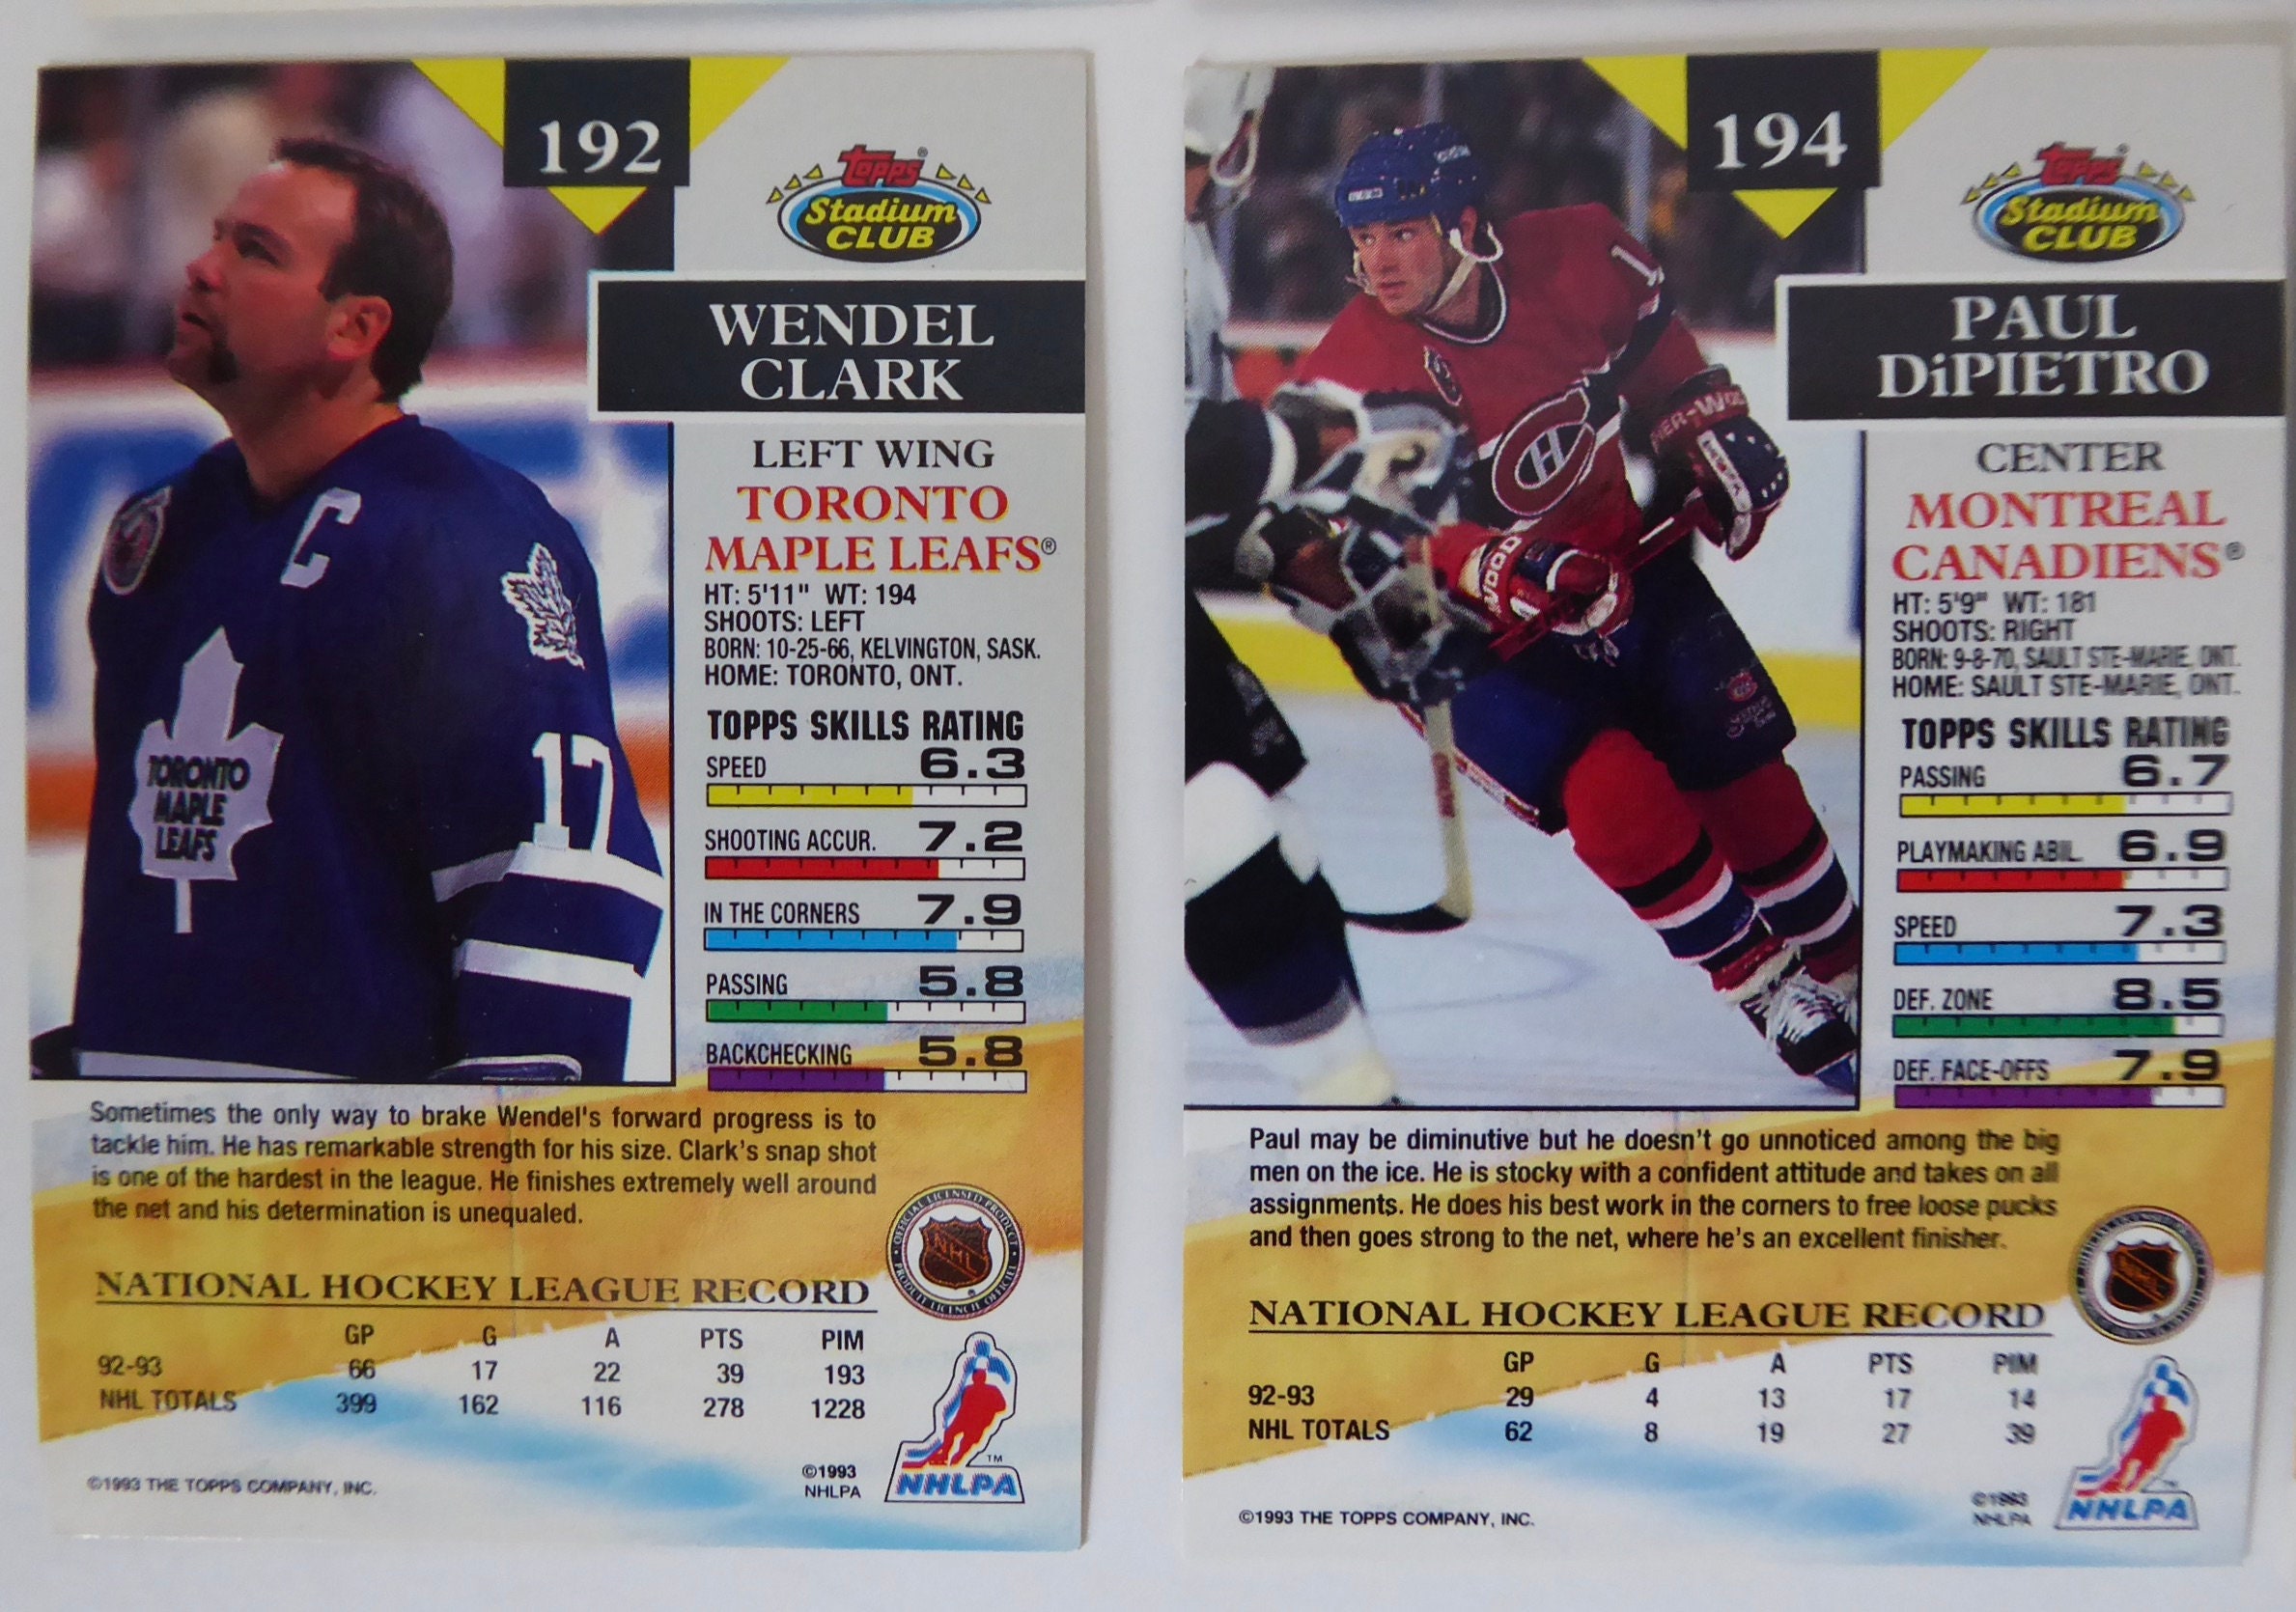 192
Topps®
Stadium
CLUB
WENDEL
CLARK
LEFT WING
TORONTO
MAPLE LEAFS®
HT: 5'11" WT: 194
SHOOTS: LEFT
BORN: 10-25-66, KELVINGTON, SASK.
HOME: TORONTO, ONT.
TOPPS SKILLS RATING
SPEED 6.3
SHOOTING ACCUR. 7.2
IN THE CORNERS 7.9
PASSING 5.8
BACKCHECKING 5.8
C
17
TORONTO
MAPLE
LEAFS
Sometimes the only way to brake Wendel's forward progress is to
tackle him. He has remarkable strength for his size. Clark's snap shot
is one of the hardest in the league. He finishes extremely well around
the net and his determination is unequaled.
OFFICIAL LICENSED PRODUCT
NHL
PRODUIT LICENCIE OFFICIEL
NATIONAL HOCKEY LEAGUE RECORD
GP G A PTS PIM
92-93 66 17 22 39 193
NHL TOTALS 399 162 116 278 1228
©1993 THE TOPPS COMPANY, INC.
©1993
NHLPA
NHLPA™
194
Topps®
Stadium
CLUB
PAUL
DiPIETRO
CENTER
MONTREAL
CANADIENS®
HT: 5'9" WT: 181
SHOOTS: RIGHT
BORN: 9-8-70, SAULT STE-MARIE, ONT.
HOME: SAULT STE-MARIE, ONT.
TOPPS SKILLS RATING
PASSING 6.7
PLAYMAKING ABIL. 6.9
SPEED 7.3
DEF. ZONE 8.5
DEF. FACE-OFFS 7.9
1
Paul may be diminutive but he doesn't go unnoticed among the big
men on the ice. He is stocky with a confident attitude and takes on all
assignments. He does his best work in the corners to free loose pucks
and then goes strong to the net, where he's an excellent finisher.
NHL
NATIONAL HOCKEY LEAGUE RECORD
GP G A PTS PIM
92-93 29 4 13 17 14
NHL TOTALS 62 8 19 27 39
©1993 THE TOPPS COMPANY, INC.
©1993
NHLPA
NHLPA